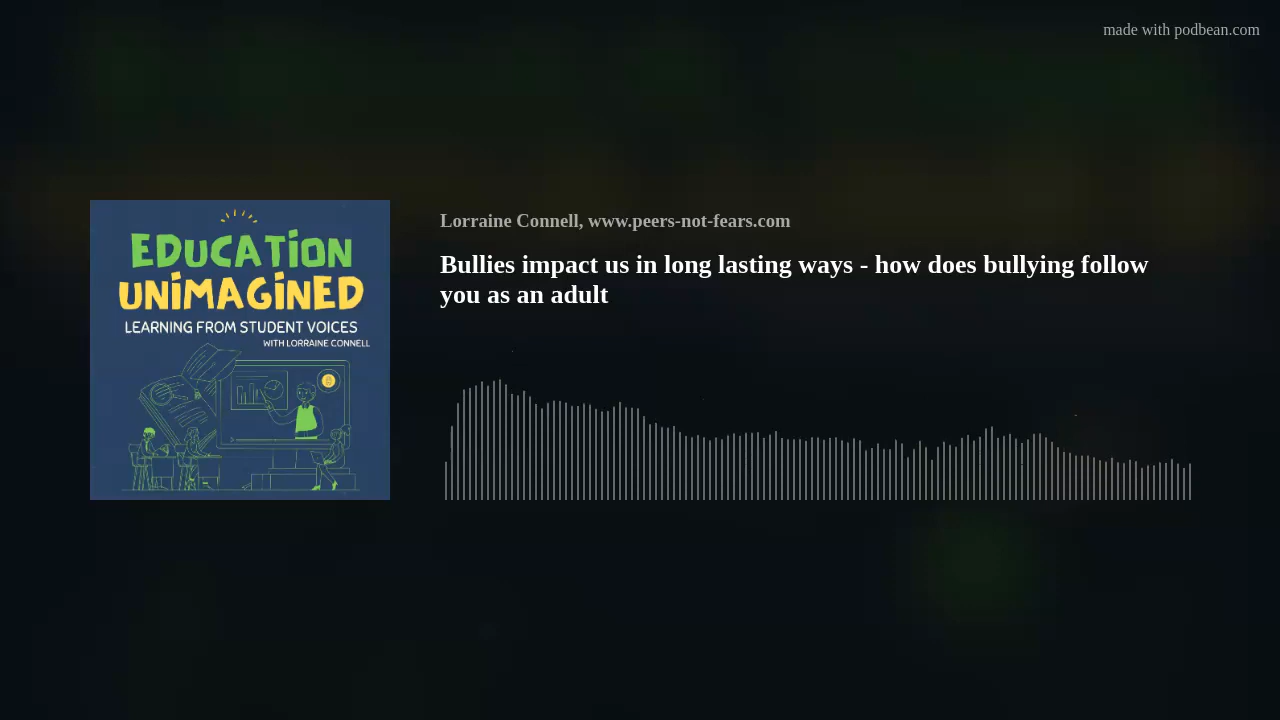 made with podbean.com
EDUCATION
UNIMAGINED
LEARNING FROM STUDENT VOICES
WITH LORRAINE CONNELL
Lorraine Connell, www.peers-not-fears.com
Bullies impact us in long lasting ways - how does bullying follow
you as an adult